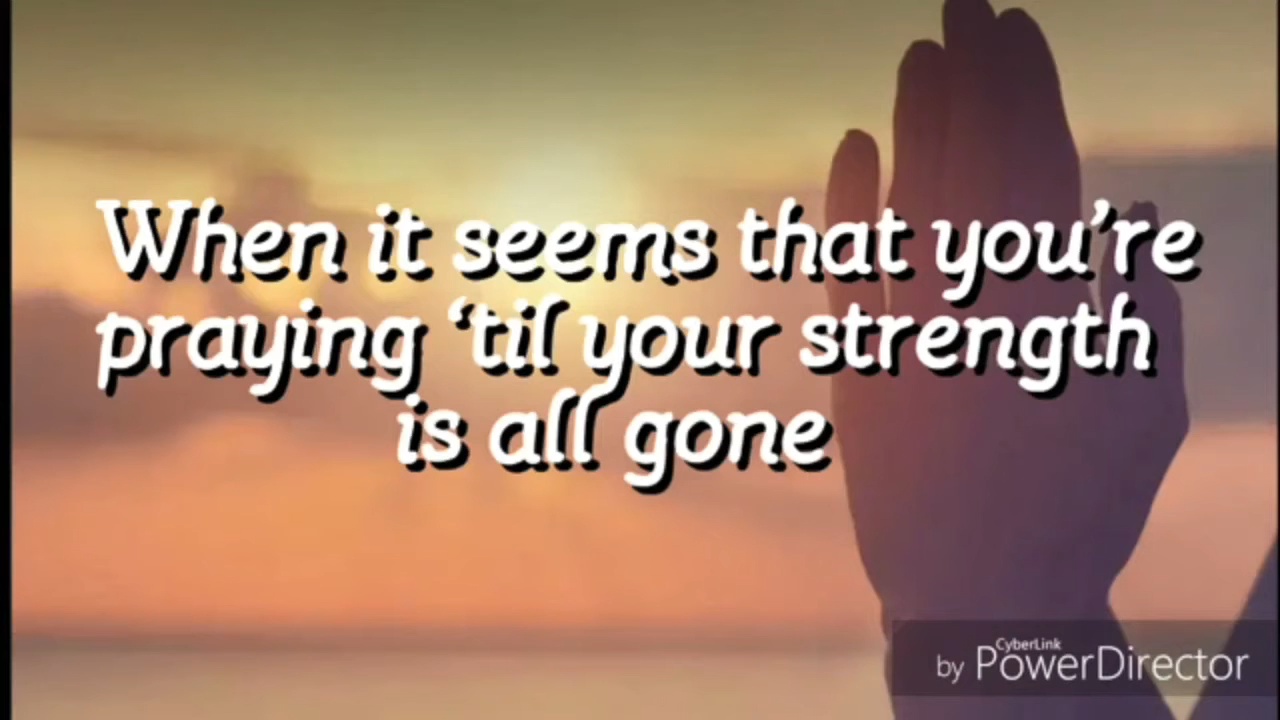 When it seems that you’re
praying ‘til your strength
is all gone
CyberLink
by PowerDirector